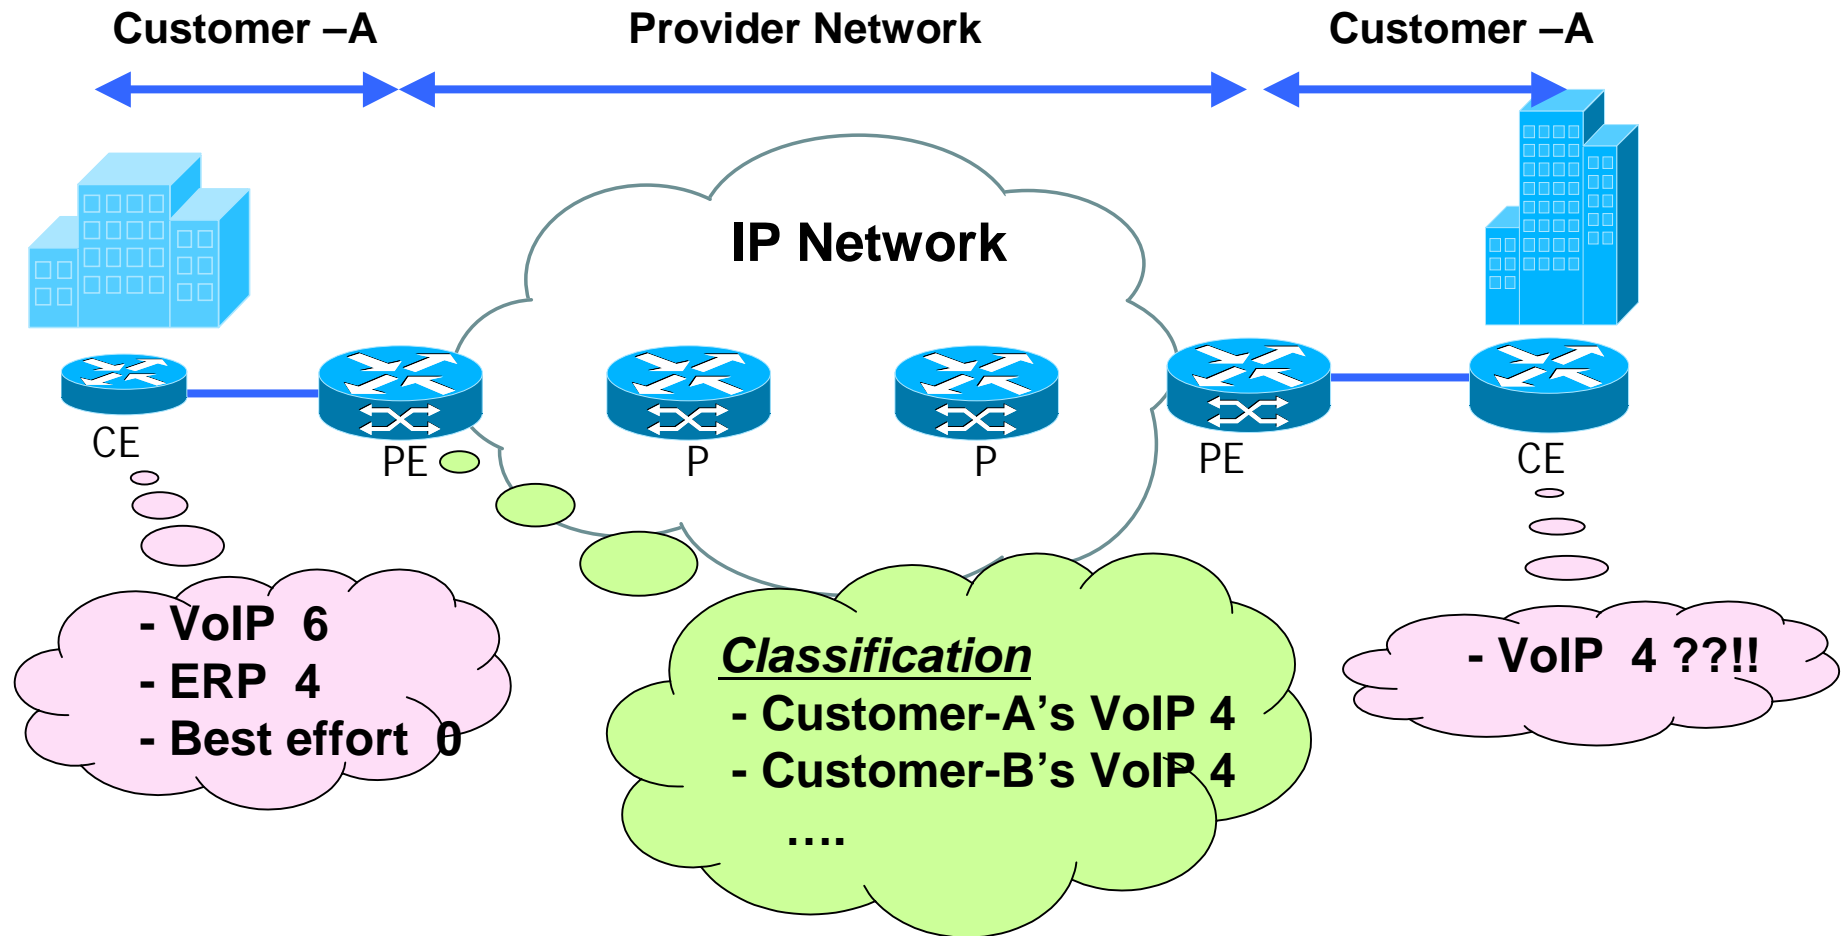 Customer –A
Provider Network
Customer –A
IP Network
CE
PE
P
P
PE
CE
- VoIP 6
- ERP 4
- Best effort 0
Classification
- Customer-A's VoIP 4
- Customer-B's VoIP 4
....
- VoIP 4 ??!!